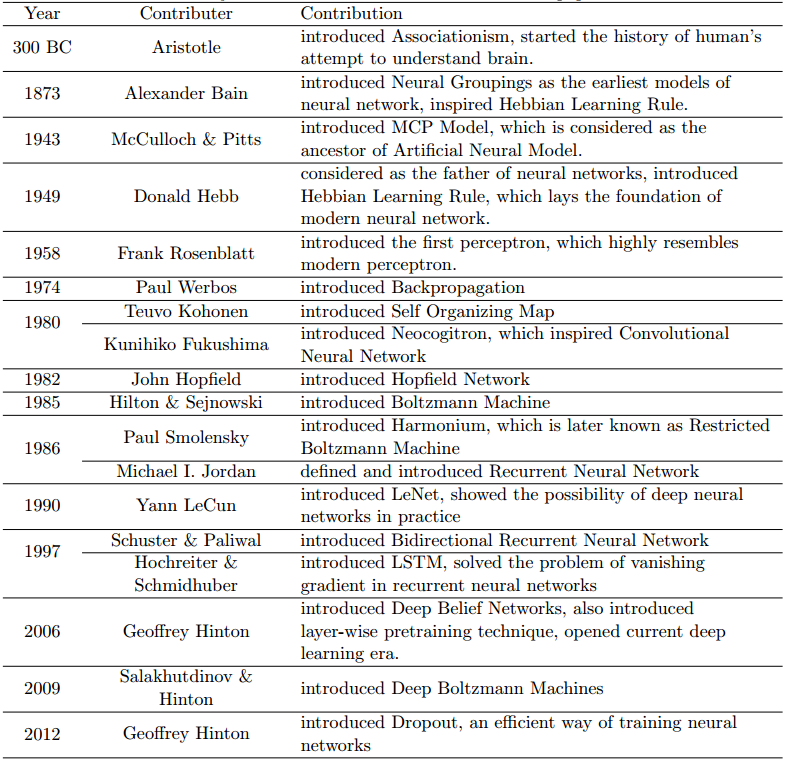 Year Contributer Contribution
300 BC Aristotle introduced Associationism, started the history of human's
attempt to understand brain.
1873 Alexander Bain introduced Neural Groupings as the earliest models of
neural network, inspired Hebbian Learning Rule.
1943 McCulloch & Pitts introduced MCP Model, which is considered as the
ancestor of Artificial Neural Model.
considered as the father of neural networks, introduced
1949 Donald Hebb Hebbian Learning Rule, which lays the foundation of
modern neural network.
1958 Frank Rosenblatt introduced the first perceptron, which highly resembles
modern perceptron.
1974 Paul Werbos introduced Backpropagation
1980 Teuvo Kohonen introduced Self Organizing Map
Kunihiko Fukushima introduced Neocogitron, which inspired Convolutional
Neural Network
1982 John Hopfield introduced Hopfield Network
1985 Hilton & Sejnowski introduced Boltzmann Machine
1986 Paul Smolensky introduced Harmonium, which is later known as Restricted
Boltzmann Machine
Michael I. Jordan defined and introduced Recurrent Neural Network
1990 Yann LeCun introduced LeNet, showed the possibility of deep neural
networks in practice
1997 Schuster & Paliwal introduced Bidirectional Recurrent Neural Network
Hochreiter & introduced LSTM, solved the problem of vanishing
Schmidhuber gradient in recurrent neural networks
introduced Deep Belief Networks, also introduced
2006 Geoffrey Hinton layer-wise pretraining technique, opened current deep
learning era.
2009 Salakhutdinov & introduced Deep Boltzmann Machines
Hinton
2012 Geoffrey Hinton introduced Dropout, an efficient way of training neural
networks